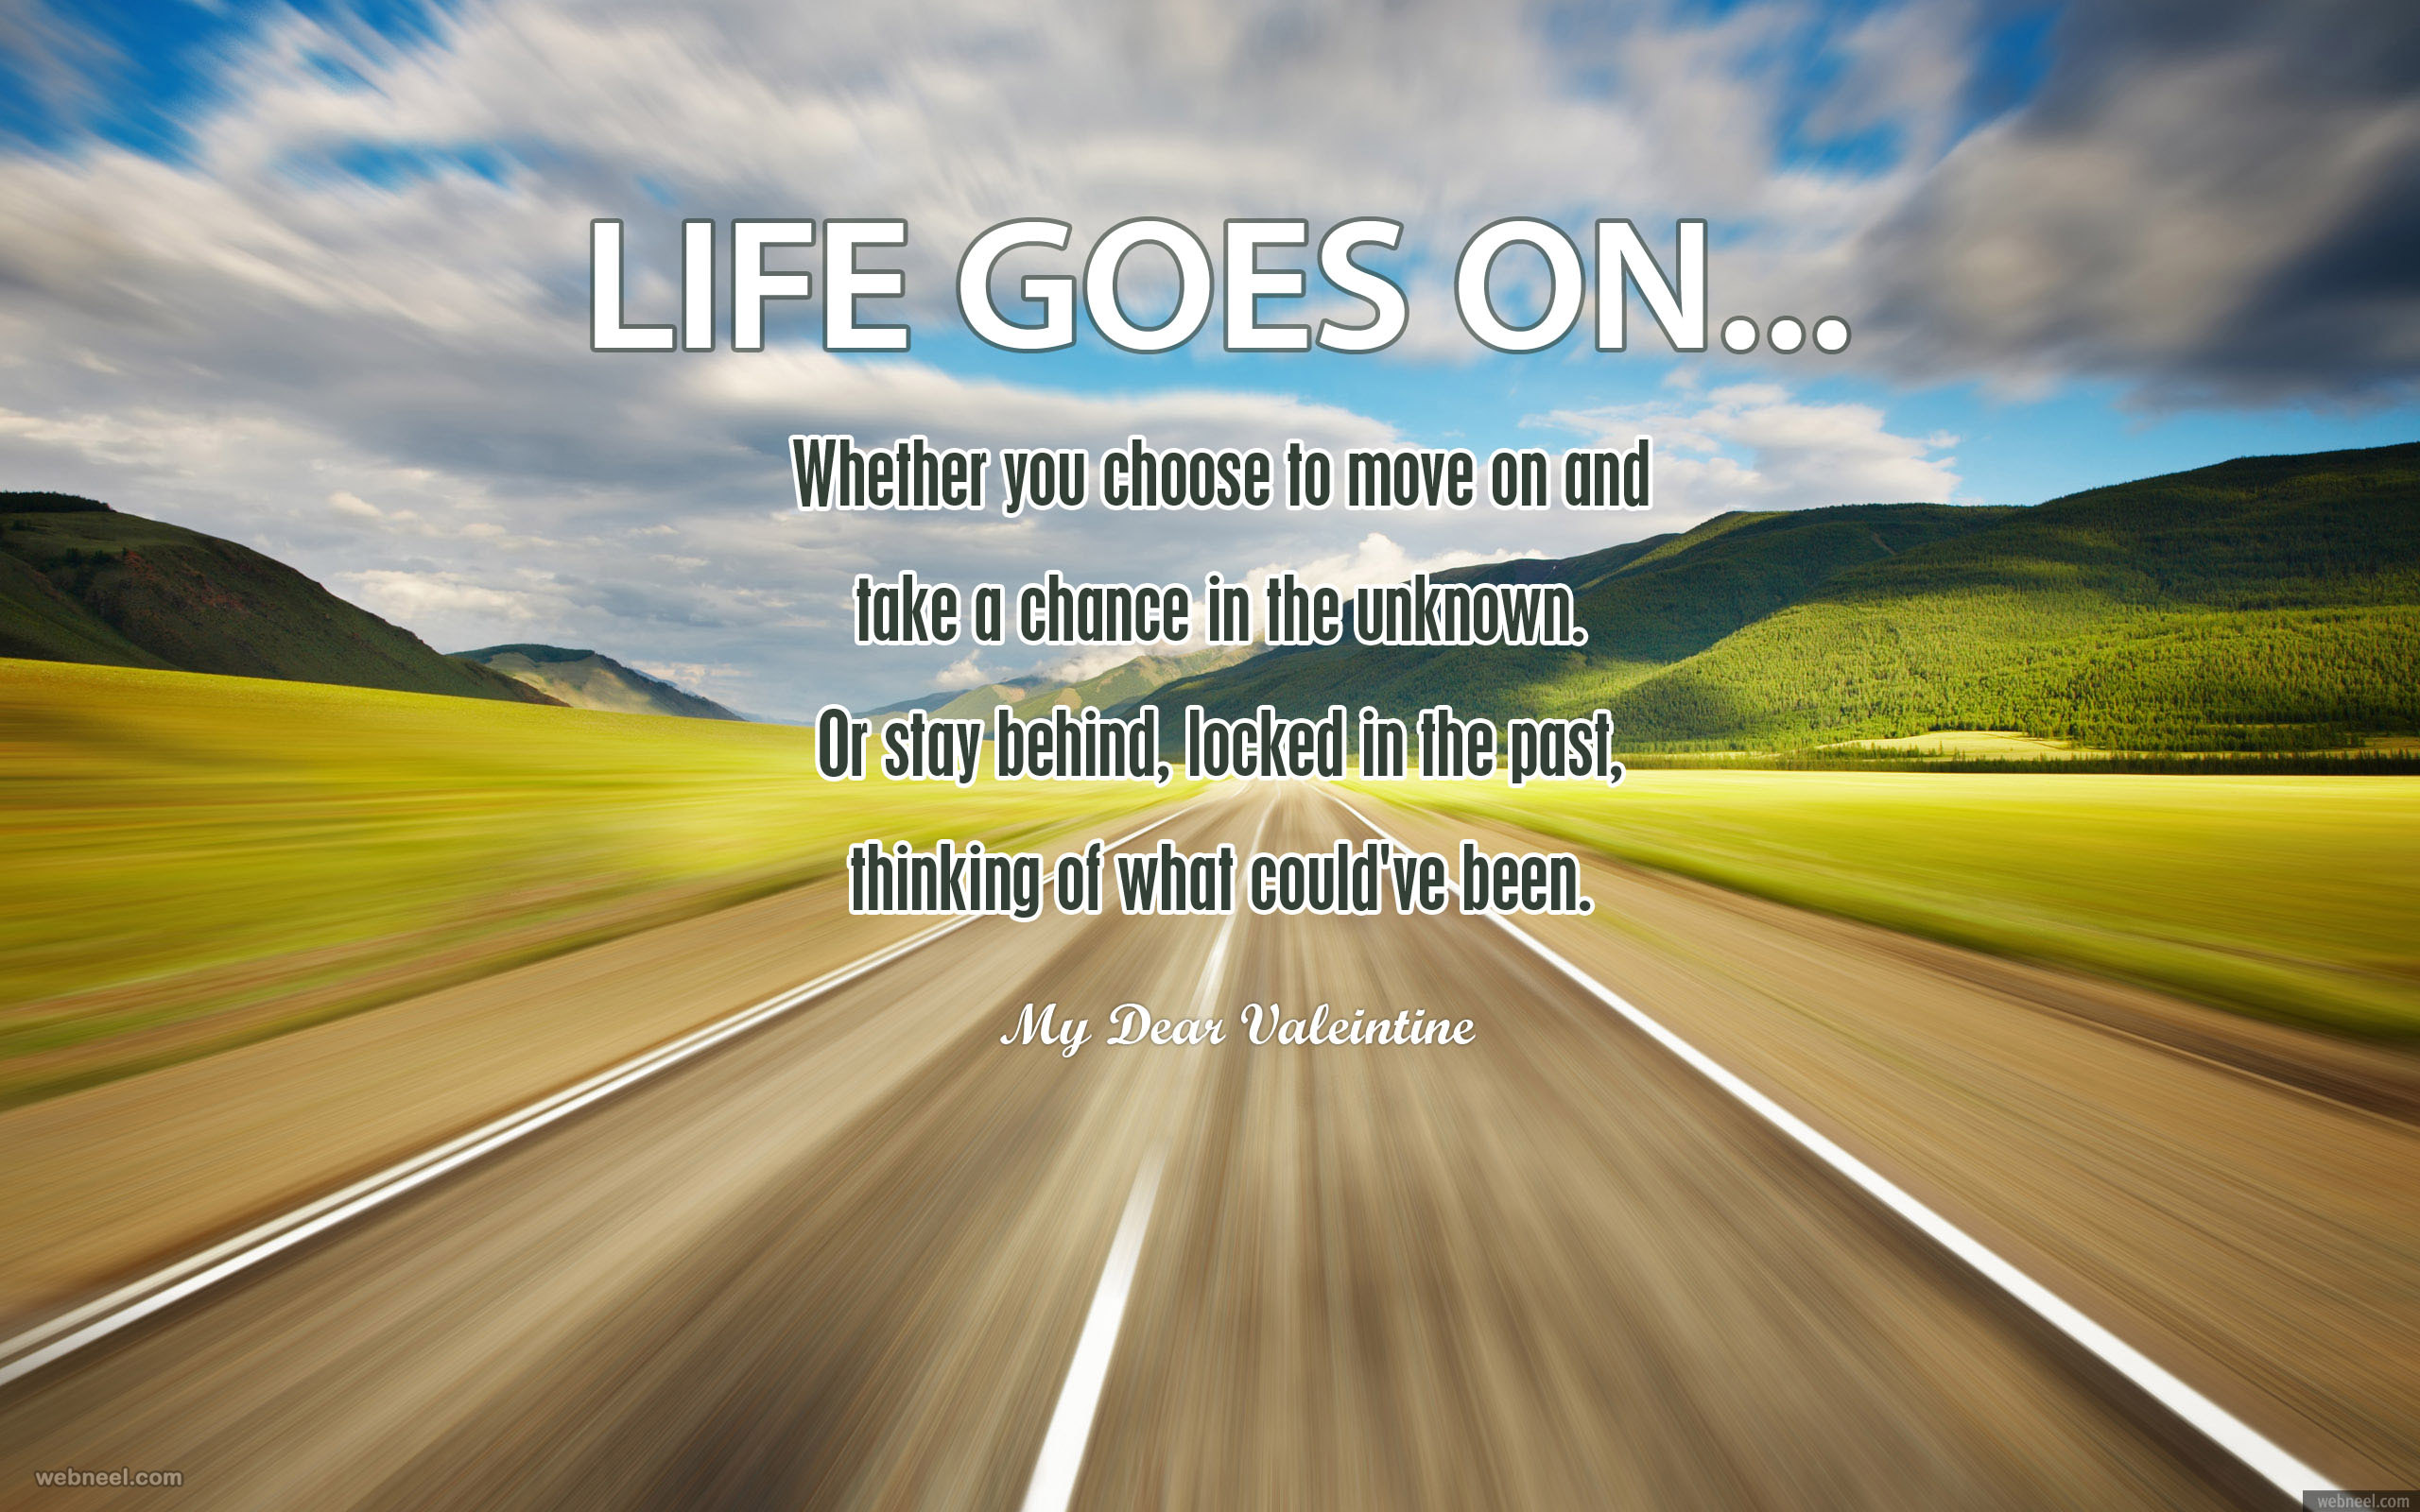 LIFE GOES ON...
Whether you choose to move on and
take a chance in the unknown.
Or stay behind, locked in the past,
thinking of what could've been.
My Dear Valeintine
webneel.com
webneel.com